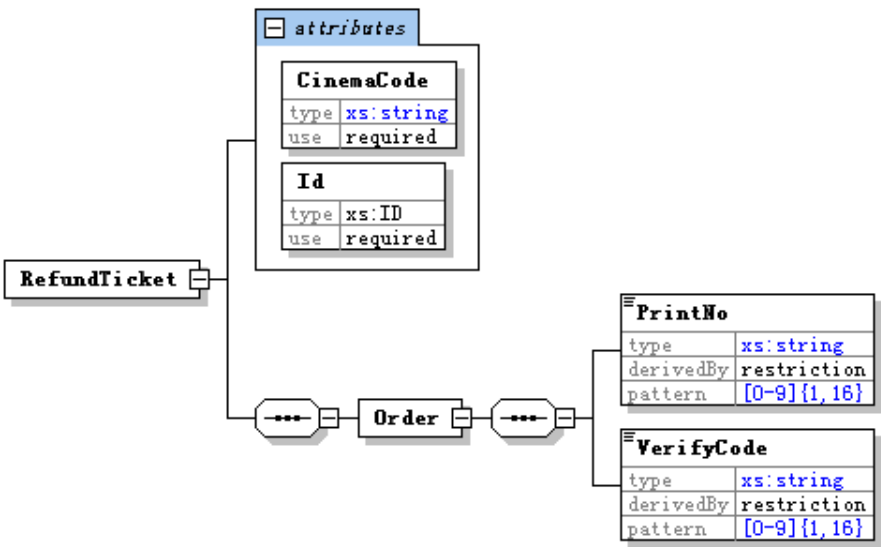 attributes
CinemaCode
type xs:string
use required
Id
type xs:ID
use required
RefundTicket
Order
PrintNo
type xs:string
derivedBy restriction
pattern [0-9]{1,16}
VerifyCode
type xs:string
derivedBy restriction
pattern [0-9]{1,16}